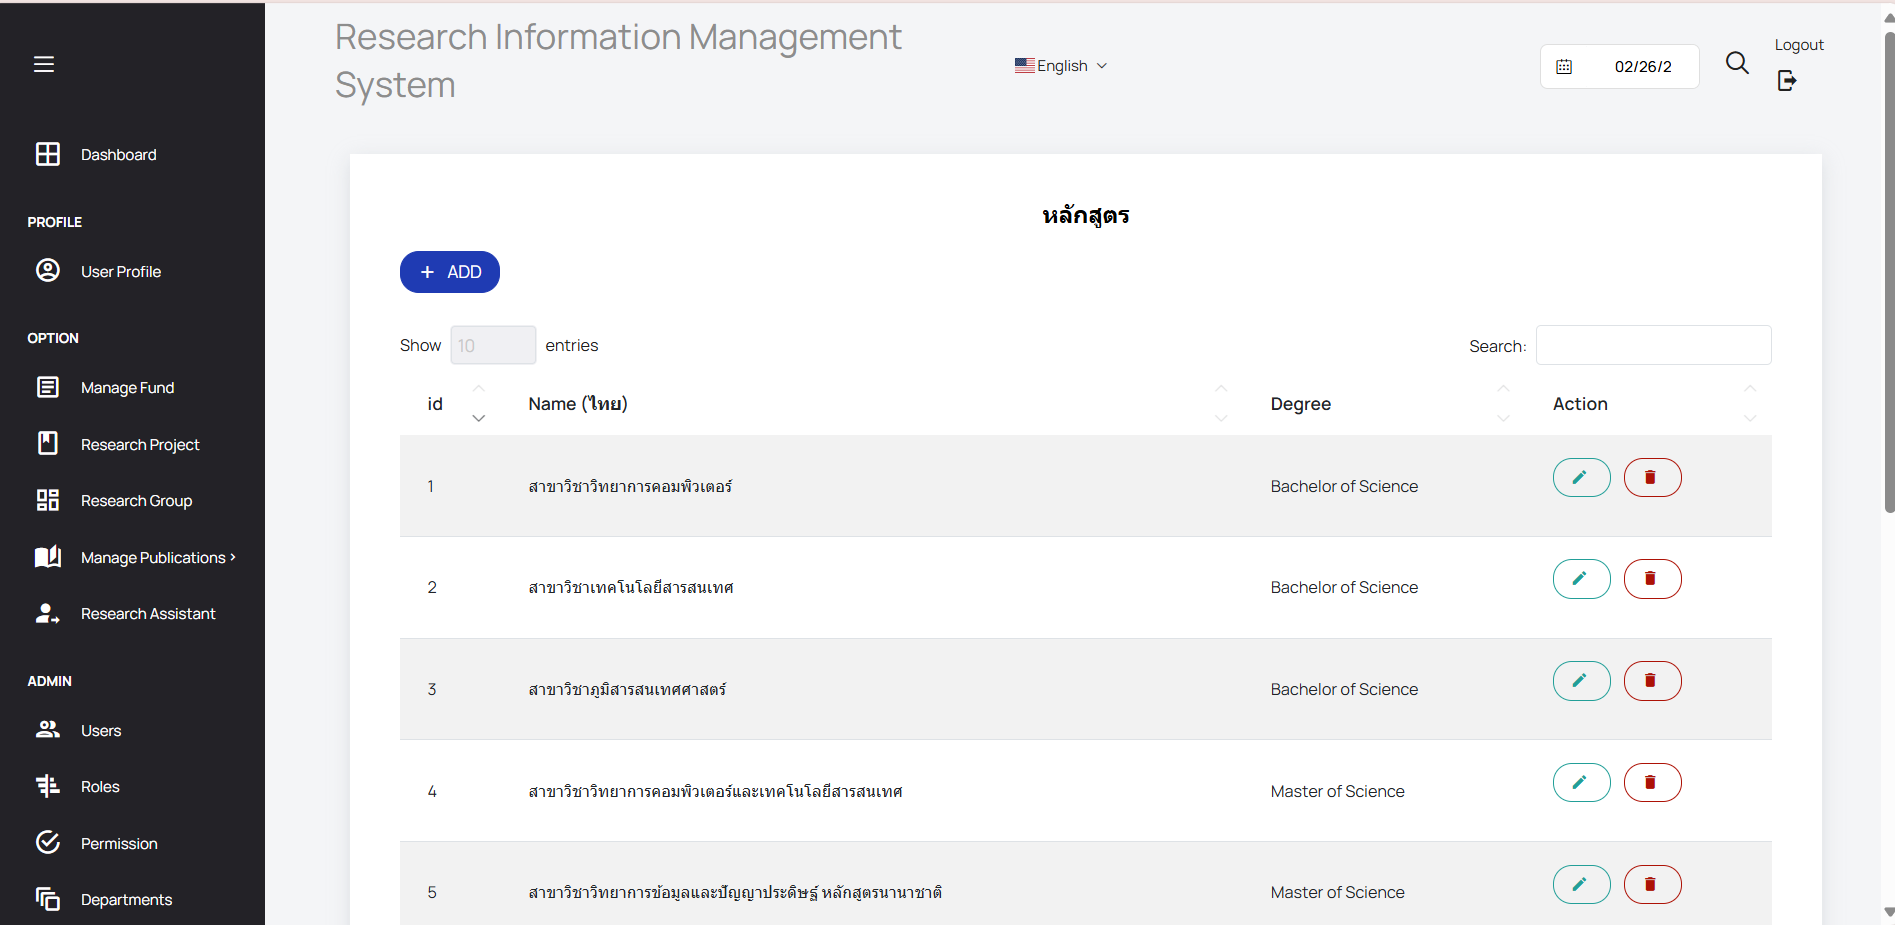 Research Information Management
System
English
02/26/2
Logout
Dashboard
PROFILE
User Profile
OPTION
Manage Fund
Research Project
Research Group
Manage Publications
Research Assistant
ADMIN
Users
Roles
Permission
Departments
หลักสูตร
+ ADD
Show 10 entries
Search:
id Name (ไทย) Degree Action
1 สาขาวิชาวิทยาการคอมพิวเตอร์ Bachelor of Science
2 สาขาวิชาเทคโนโลยีสารสนเทศ Bachelor of Science
3 สาขาวิชาภูมิสารสนเทศศาสตร์ Bachelor of Science
4 สาขาวิชาวิทยาการคอมพิวเตอร์และเทคโนโลยีสารสนเทศ Master of Science
5 สาขาวิชาวิทยาการข้อมูลและปัญญาประดิษฐ์ หลักสูตรนานาชาติ Master of Science